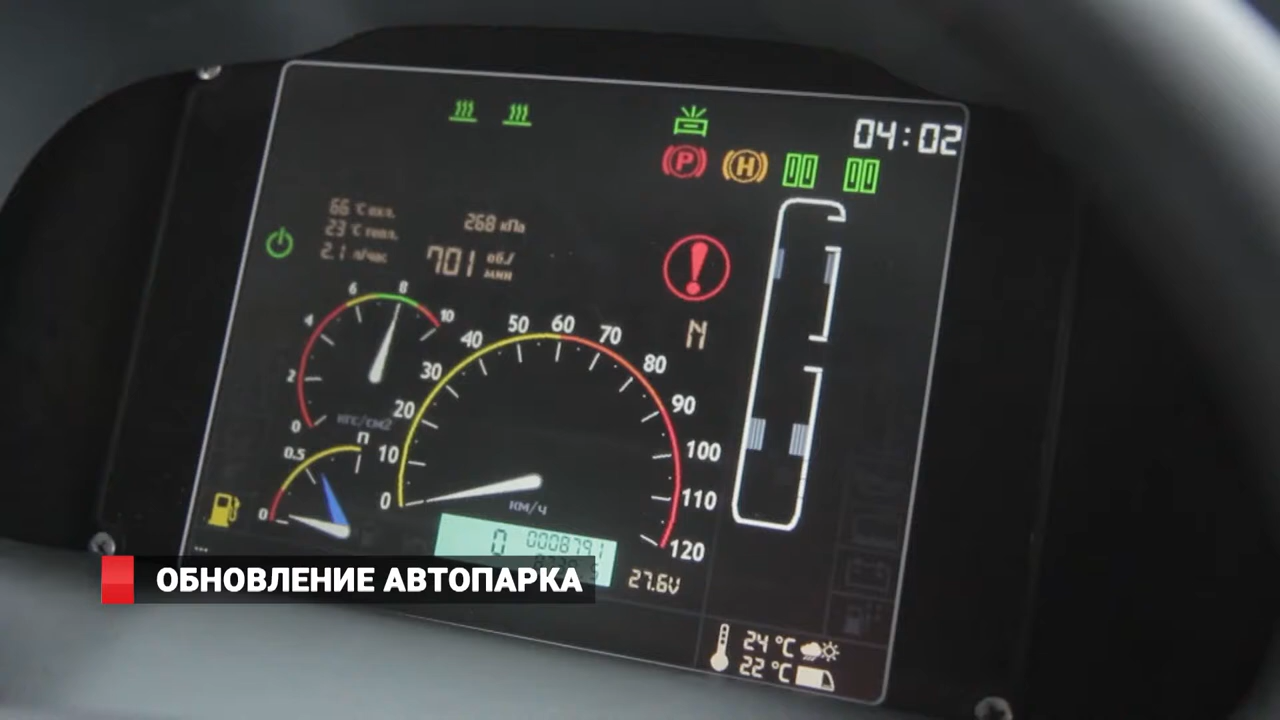 04:02
P
H
66 °C охл.
23 °C топл.
2.1 л/час
268 кПа
701 об./мин
N
0
2
4
6
8
10
кгс/см2
0
10
20
30
40
50
60
70
80
90
100
110
120
км/ч
0
0.5
П
0 0008791
27.6V
24 °C
22 °C
ОБНОВЛЕНИЕ АВТОПАРКА